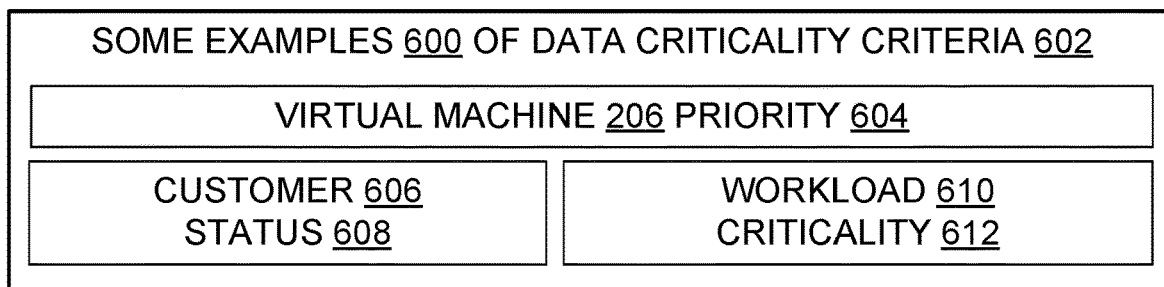 SOME EXAMPLES 600 OF DATA CRITICALITY CRITERIA 602
VIRTUAL MACHINE 206 PRIORITY 604
CUSTOMER 606
STATUS 608
WORKLOAD 610
CRITICALITY 612